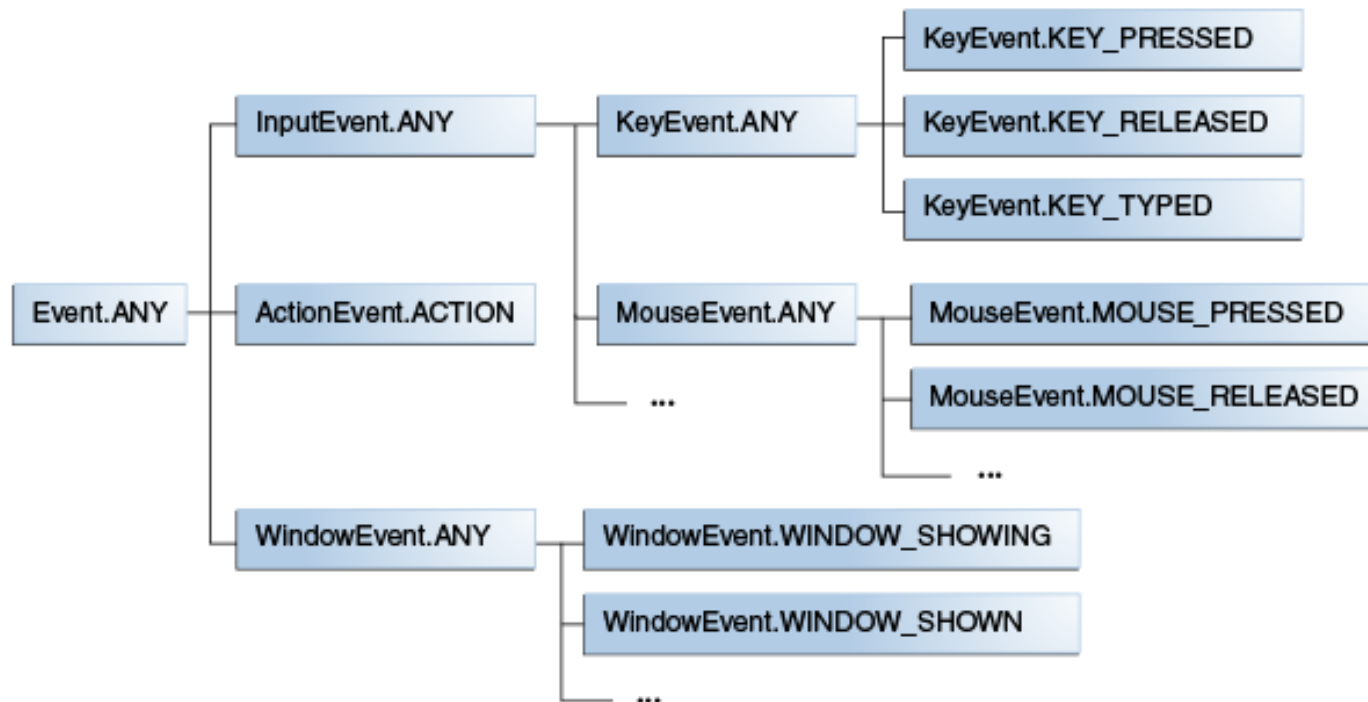 KeyEvent.KEY_PRESSED
InputEvent.ANY
KeyEvent.ANY
KeyEvent.KEY_RELEASED
KeyEvent.KEY_TYPED
Event.ANY
ActionEvent.ACTION
MouseEvent.ANY
MouseEvent.MOUSE_PRESSED
...
MouseEvent.MOUSE_RELEASED
...
WindowEvent.ANY
WindowEvent.WINDOW_SHOWING
WindowEvent.WINDOW_SHOWN
...